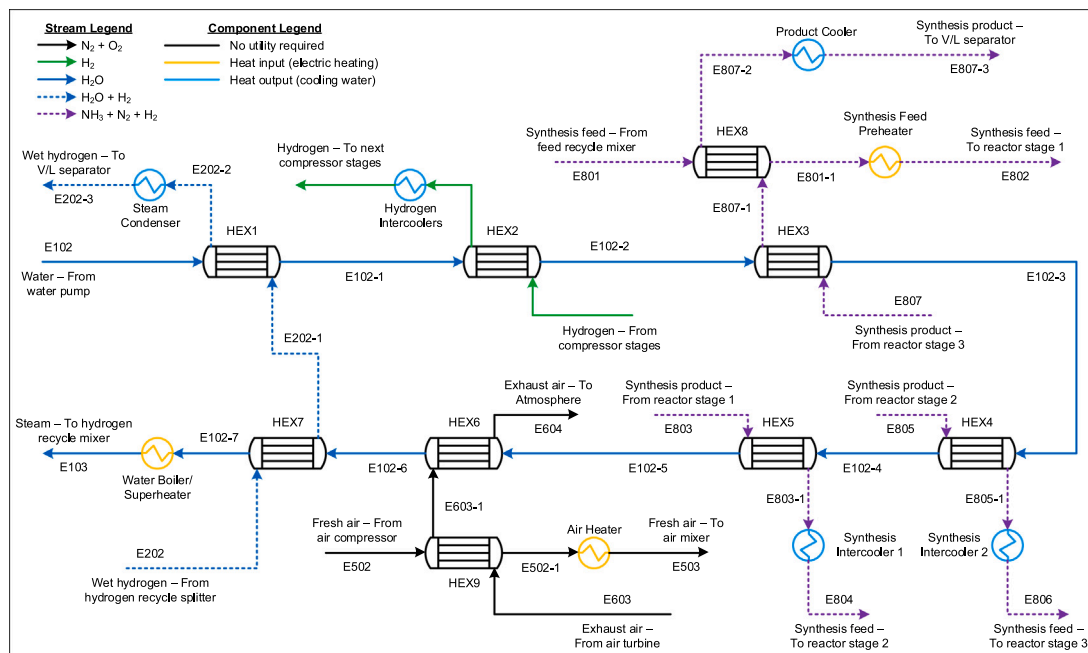 Stream Legend
N2 + O2
H2
H2O
H2O + H2
NH3 + N2 + H2
Component Legend
No utility required
Heat input (electric heating)
Heat output (cooling water)
Product Cooler
Synthesis product –
To V/L separator
E807-2
E807-3
Synthesis feed – From
feed recycle mixer
E801
HEX8
Synthesis Feed
Preheater
Synthesis feed –
To reactor stage 1
E801-1
E802
E807-1
Wet hydrogen – To
V/L separator
E202-3
E202-2
Steam
Condenser
Hydrogen – To next
compressor stages
Hydrogen
Intercoolers
E102
Water – From
water pump
HEX1
E102-1
HEX2
E102-2
HEX3
E102-3
E202-1
Hydrogen – From
compressor stages
E807
Synthesis product –
From reactor stage 3
Steam – To hydrogen
recycle mixer
E103
E102-7
Water Boiler/
Superheater
HEX7
E102-6
HEX6
Exhaust air – To
Atmosphere
E604
Synthesis product –
From reactor stage 1
E803
HEX5
E102-5
Synthesis product –
From reactor stage 2
E805
HEX4
E102-4
E603-1
E803-1
E805-1
Fresh air – From
air compressor
E502
HEX9
E502-1
Air Heater
Fresh air – To
air mixer
E503
Synthesis
Intercooler 1
Synthesis
Intercooler 2
E202
Wet hydrogen – From
hydrogen recycle splitter
E603
Exhaust air –
From air turbine
E804
Synthesis feed –
To reactor stage 2
E806
Synthesis feed –
To reactor stage 3